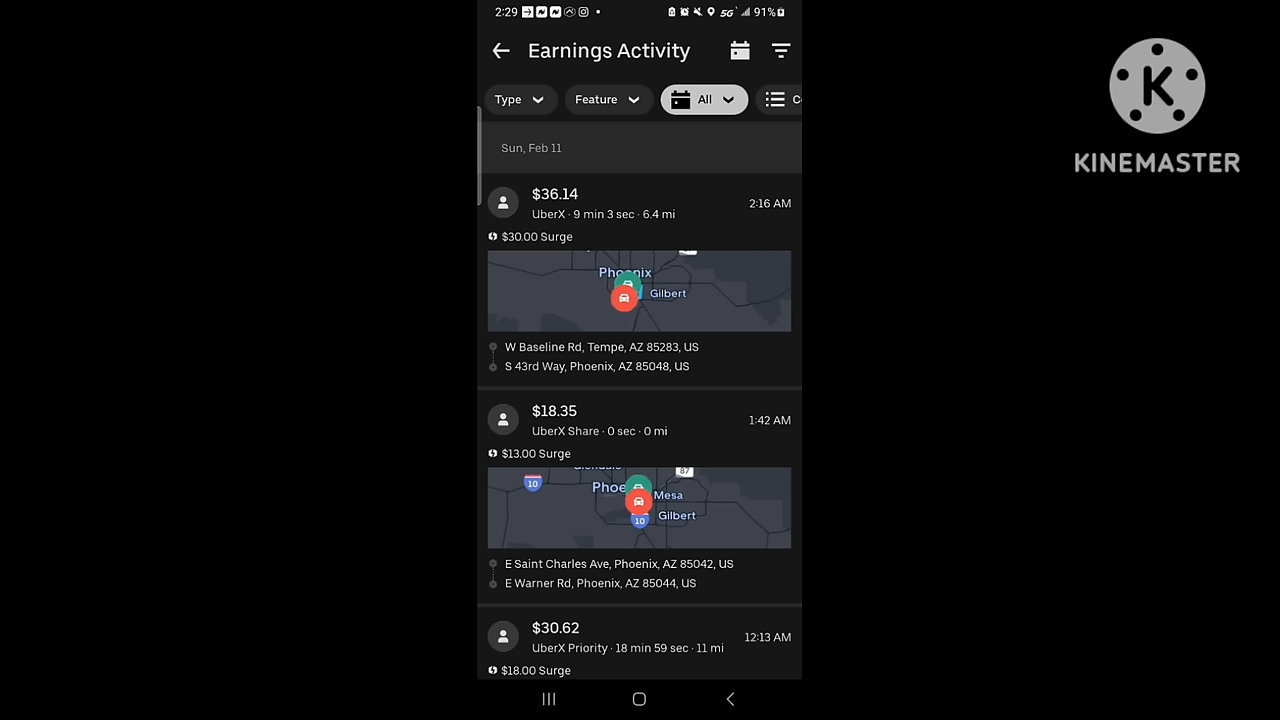 2:29
5G
91%
Earnings Activity
Type
Feature
All
Sun, Feb 11
$36.14
2:16 AM
UberX · 9 min 3 sec · 6.4 mi
$30.00 Surge
Phoenix
Gilbert
W Baseline Rd, Tempe, AZ 85283, US
S 43rd Way, Phoenix, AZ 85048, US
$18.35
1:42 AM
UberX Share · 0 sec · 0 mi
$13.00 Surge
87
10
Phoe
Mesa
Gilbert
10
E Saint Charles Ave, Phoenix, AZ 85042, US
E Warner Rd, Phoenix, AZ 85044, US
$30.62
12:13 AM
UberX Priority · 18 min 59 sec · 11 mi
$18.00 Surge
K
KINEMASTER